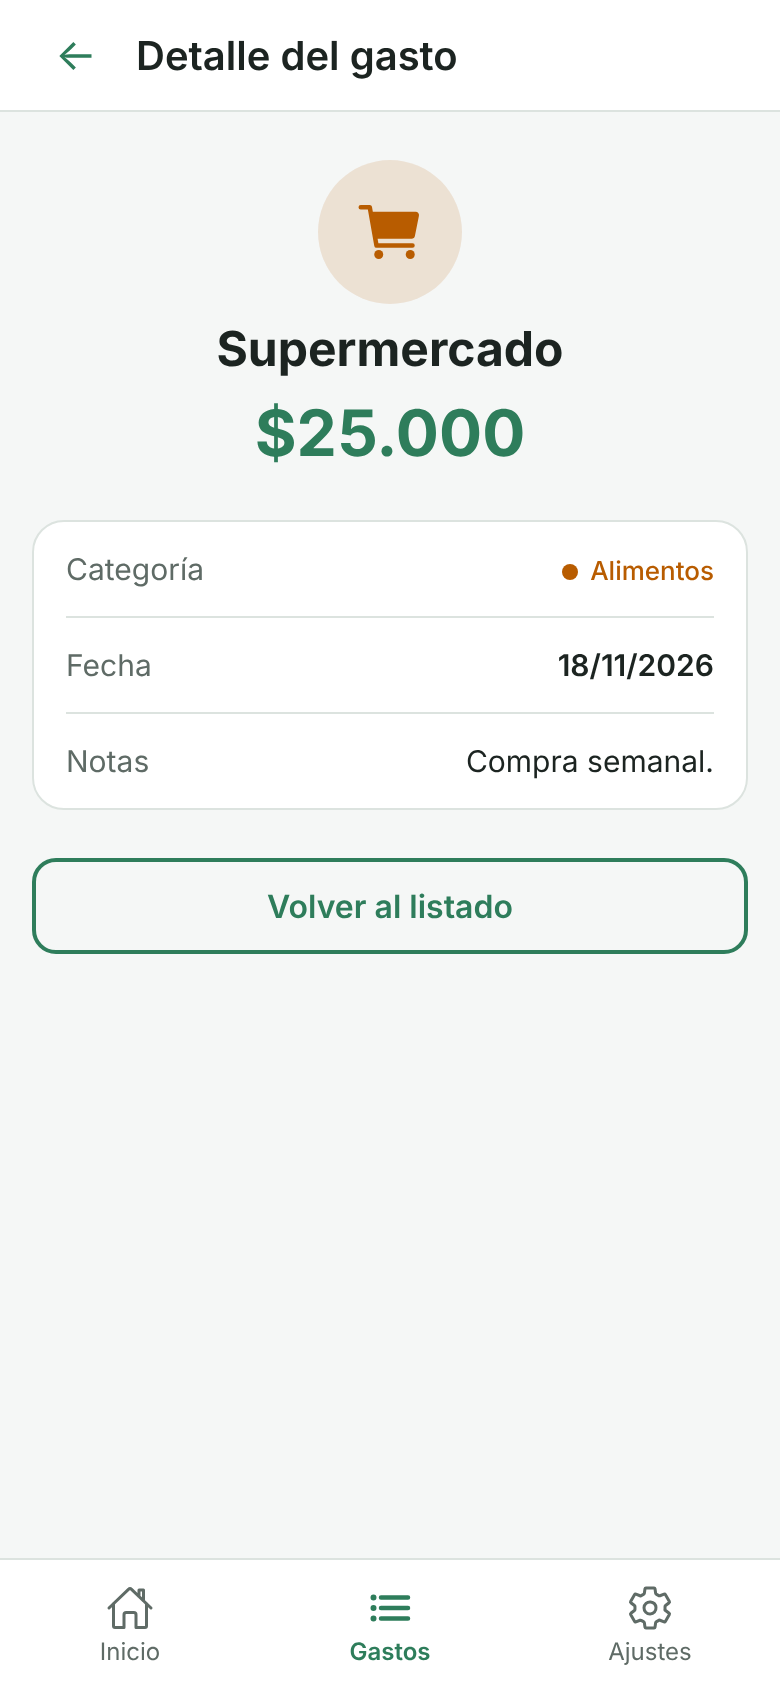 Detalle del gasto
Supermercado
$25.000
Categoría Alimentos
Fecha 18/11/2026
Notas Compra semanal.
Volver al listado
Inicio Gastos Ajustes